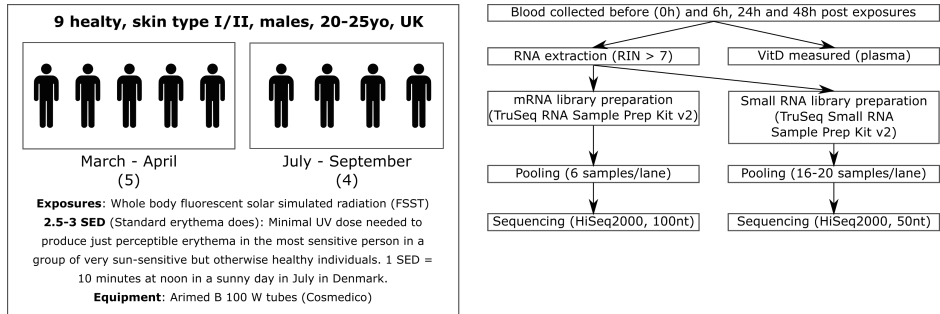 9 healty, skin type I/II, males, 20-25yo, UK
March - April
(5)
July - September
(4)
Exposures: Whole body fluorescent solar simulated radiation (FSST)
2.5-3 SED (Standard erythema does): Minimal UV dose needed to
produce just perceptible erythema in the most sensitive person in a
group of very sun-sensitive but otherwise healthy individuals. 1 SED =
10 minutes at noon in a sunny day in July in Denmark.
Equipment: Arimed B 100 W tubes (Cosmedico)
Blood collected before (0h) and 6h, 24h and 48h post exposures
RNA extraction (RIN > 7)
VitD measured (plasma)
mRNA library preparation
(TruSeq RNA Sample Prep Kit v2)
Small RNA library preparation
(TruSeq Small RNA
Sample Prep Kit v2)
Pooling (6 samples/lane)
Pooling (16-20 samples/lane)
Sequencing (HiSeq2000, 100nt)
Sequencing (HiSeq2000, 50nt)